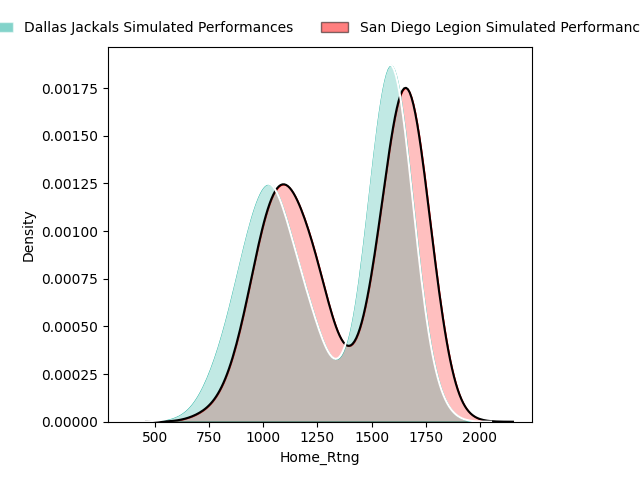 Dallas Jackals Simulated Performances San Diego Legion Simulated Performanc
0.00175
0.00150
0.00125
0.00100
0.00075
0.00050
0.00025
0.00000
Density
500 750 1000 1250 1500 1750 2000
Home_Rtng